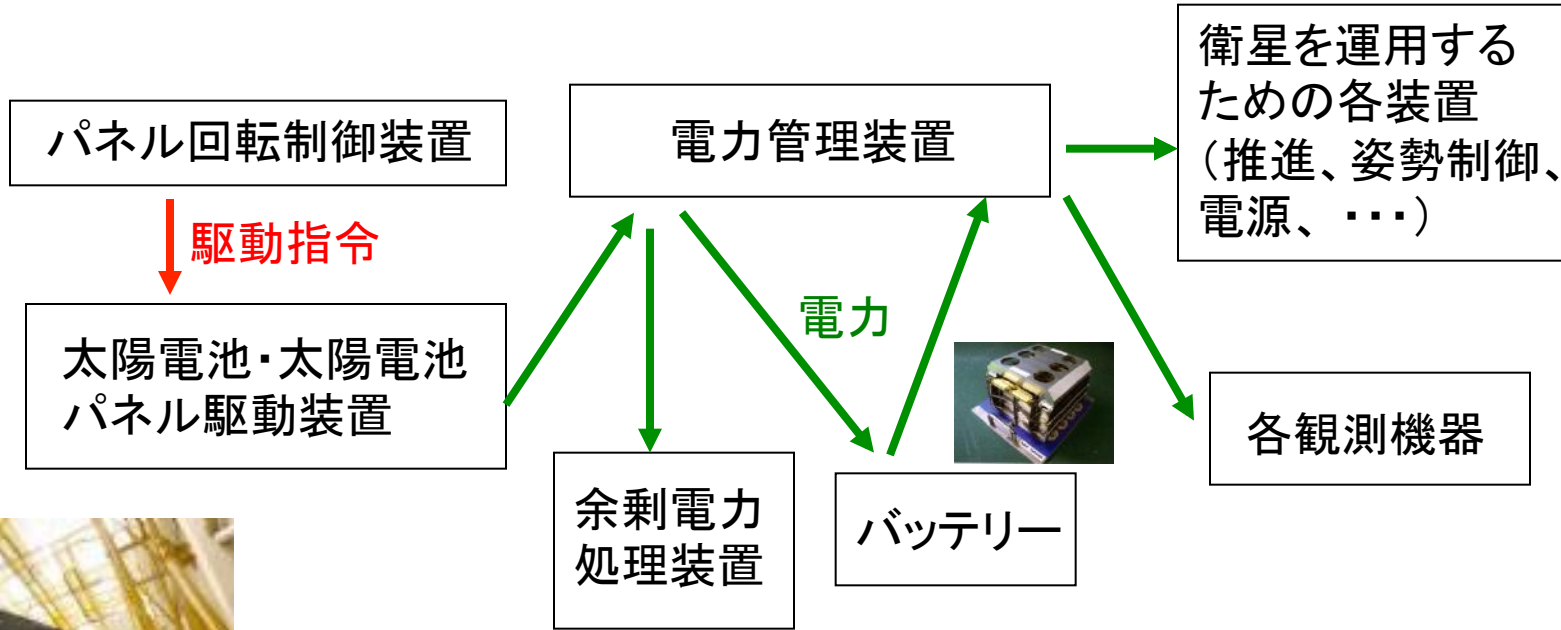 パネル回転制御装置
駆動指令
太陽電池・太陽電池
パネル駆動装置
電力管理装置
電力
余剰電力
処理装置
バッテリー
衛星を運用する
ための各装置
(推進、姿勢制御、
電源、・・・)
各観測機器